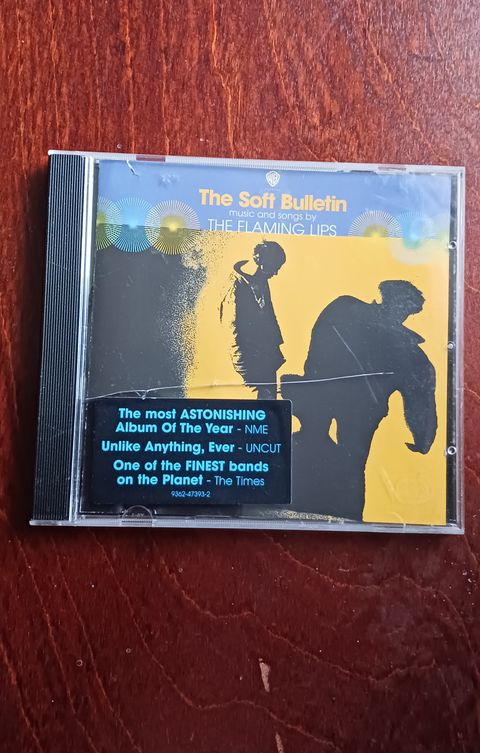 The Soft Bulletin
music and songs by
THE FLAMING LIPS
The most ASTONISHING
Album Of The Year - NME
Unlike Anything, Ever - UNCUT
One of the FINEST bands
on the Planet - The Times
9362-47393-2